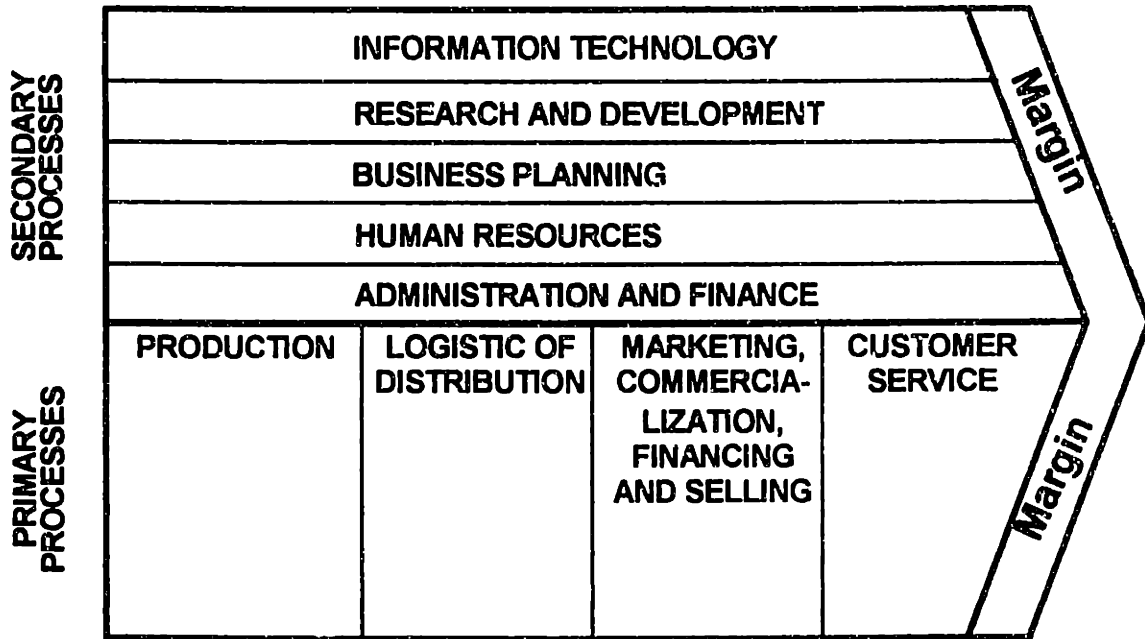 SECONDARY
PROCESSES
INFORMATION TECHNOLOGY
RESEARCH AND DEVELOPMENT
BUSINESS PLANNING
HUMAN RESOURCES
ADMINISTRATION AND FINANCE
Margin
PRIMARY
PROCESSES
PRODUCTION
LOGISTIC OF
DISTRIBUTION
MARKETING,
COMMERCIA-
LIZATION,
FINANCING
AND SELLING
CUSTOMER
SERVICE
Margin